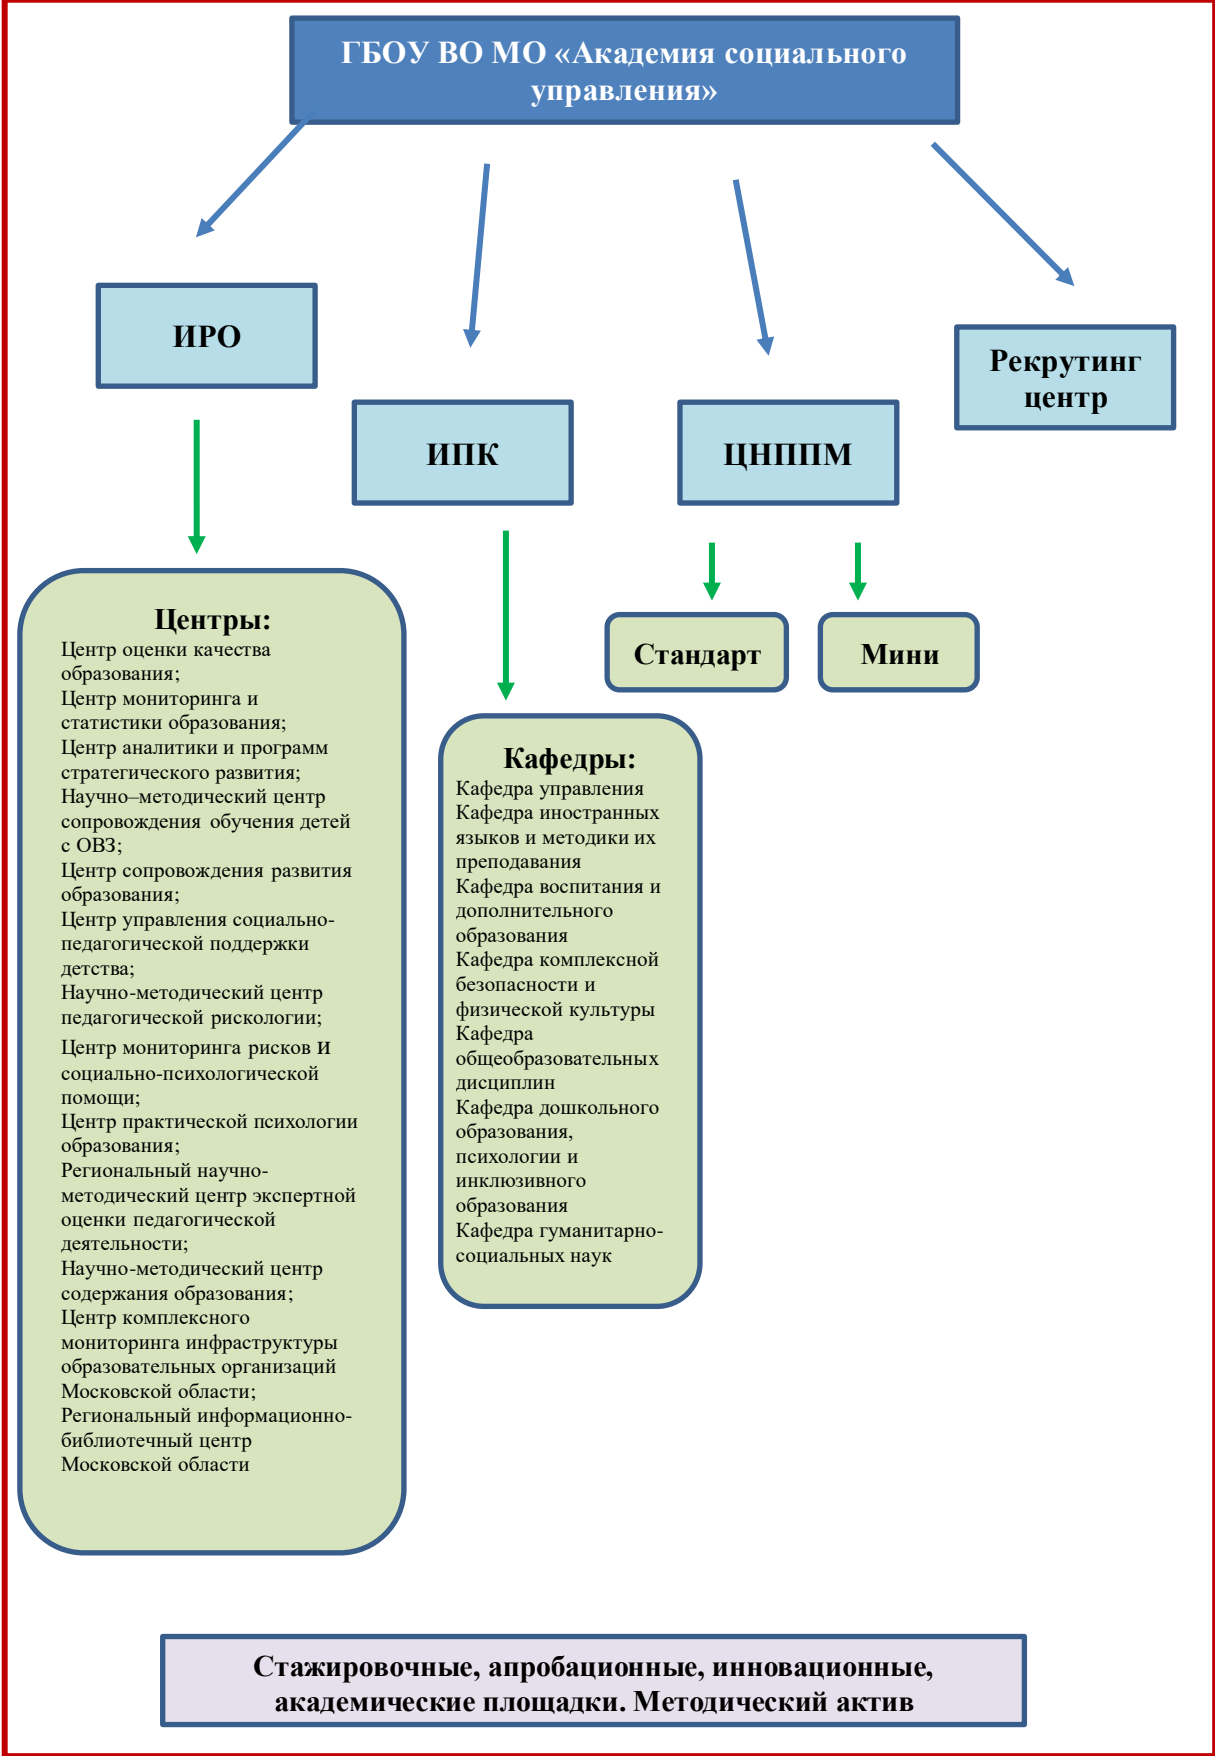 ГБОУ ВО МО «Академия социального
управления»
ИРО
Рекрутинг
центр
ИПК
ЦНППМ
Стандарт
Мини
Центры:
Центр оценки качества
образования;
Центр мониторинга и
статистики образования;
Центр аналитики и программ
стратегического развития;
Научно–методический центр
сопровождения обучения детей
с ОВЗ;
Центр сопровождения развития
образования;
Центр управления социально-
педагогической поддержки
детства;
Научно-методический центр
педагогической рискологии;
Центр мониторинга рисков и
социально-психологической
помощи;
Центр практической психологии
образования;
Региональный научно-
методический центр экспертной
оценки педагогической
деятельности;
Научно-методический центр
содержания образования;
Центр комплексного
мониторинга инфраструктуры
образовательных организаций
Московской области;
Региональный информационно-
библиотечный центр
Московской области
Кафедры:
Кафедра управления
Кафедра иностранных
языков и методики их
преподавания
Кафедра воспитания и
дополнительного
образования
Кафедра комплексной
безопасности и
физической культуры
Кафедра
общеобразовательных
дисциплин
Кафедра дошкольного
образования,
психологии и
инклюзивного
образования
Кафедра гуманитарно-
социальных наук
Стажировочные, апробационные, инновационные,
академические площадки. Методический актив